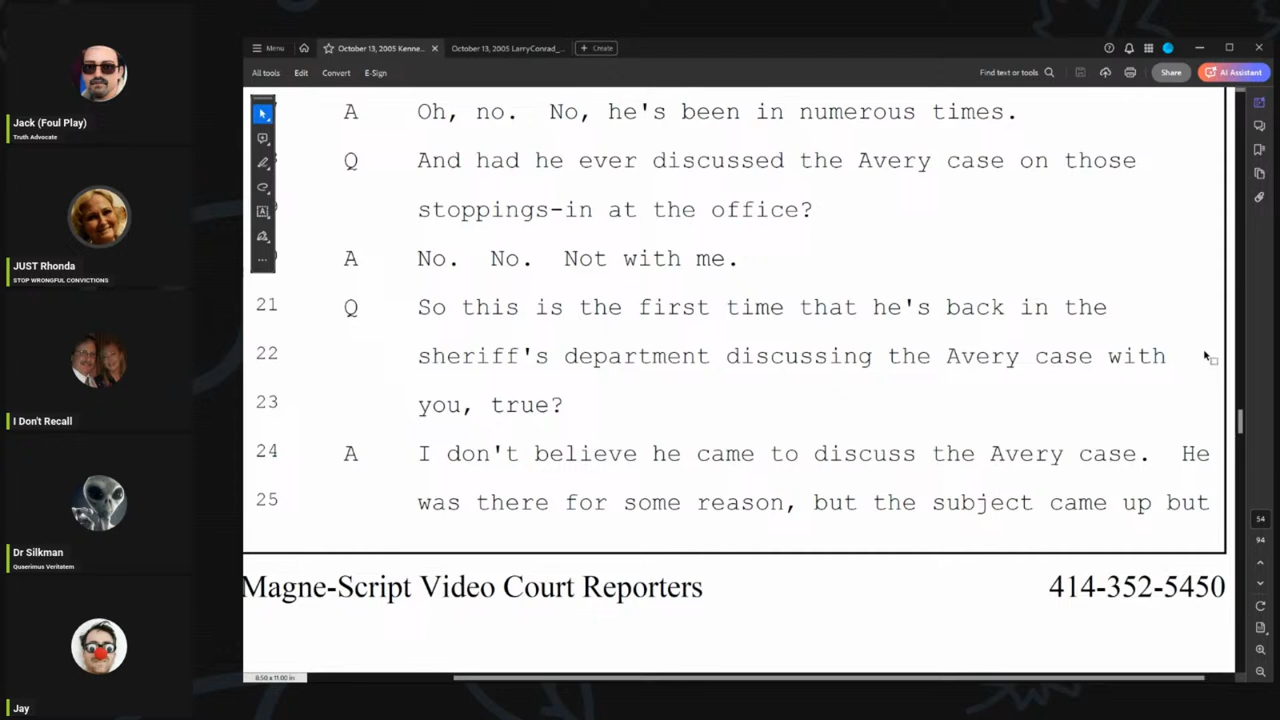 Jack (Foul Play)
Truth Advocate
JUST Rhonda
STOP WRONGFUL CONVICTIONS
I Don't Recall
Dr Silkman
Quaerimus Veritatem
Jay
Menu
October 13, 2005 Kenne...
October 13, 2005 LarryConrad_...
+ Create
All tools
Edit
Convert
E-Sign
Find text or tools
Share
AI Assistant
A Oh, no. No, he's been in numerous times.
Q And had he ever discussed the Avery case on those
stoppings-in at the office?
A No. No. Not with me.
21 Q So this is the first time that he's back in the
22 sheriff's department discussing the Avery case with
23 you, true?
24 A I don't believe he came to discuss the Avery case. He
25 was there for some reason, but the subject came up but
Magne-Script Video Court Reporters 414-352-5450
54
94
8.50 x 11.00 in